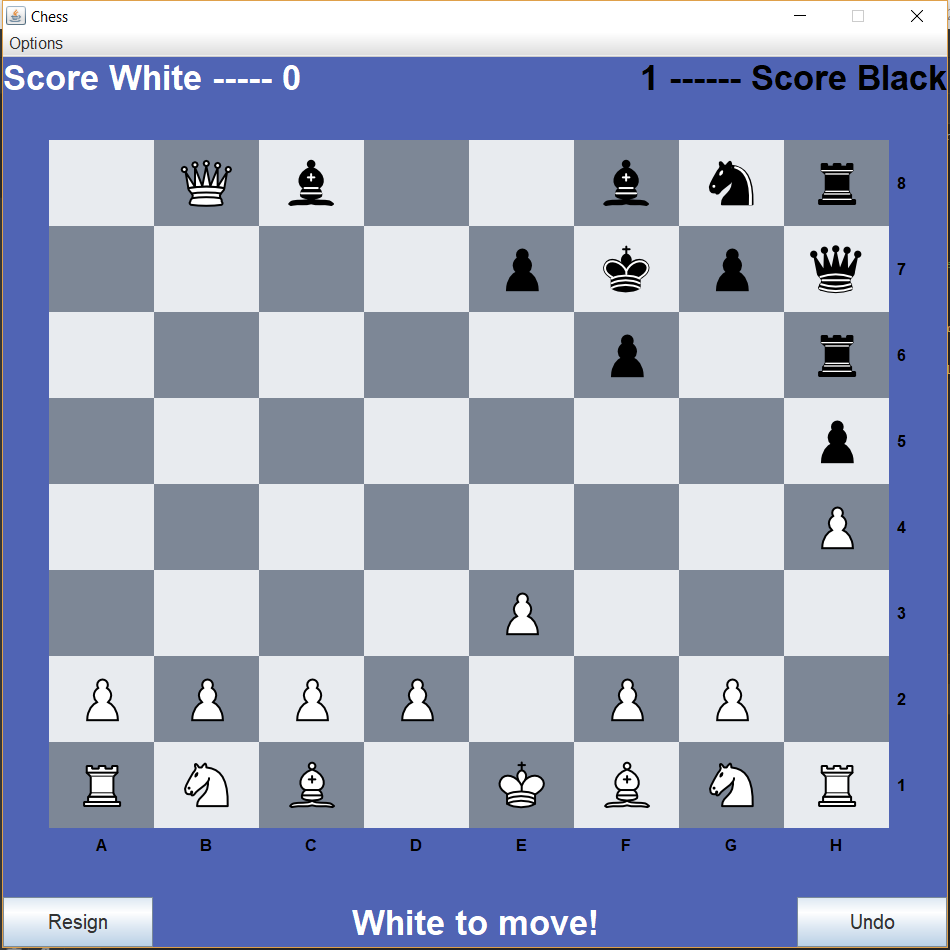 Chess
Options
Score White ----- 0
1 ------ Score Black
8
7
6
5
4
3
2
1
A B C D E F G H
Resign
White to move!
Undo